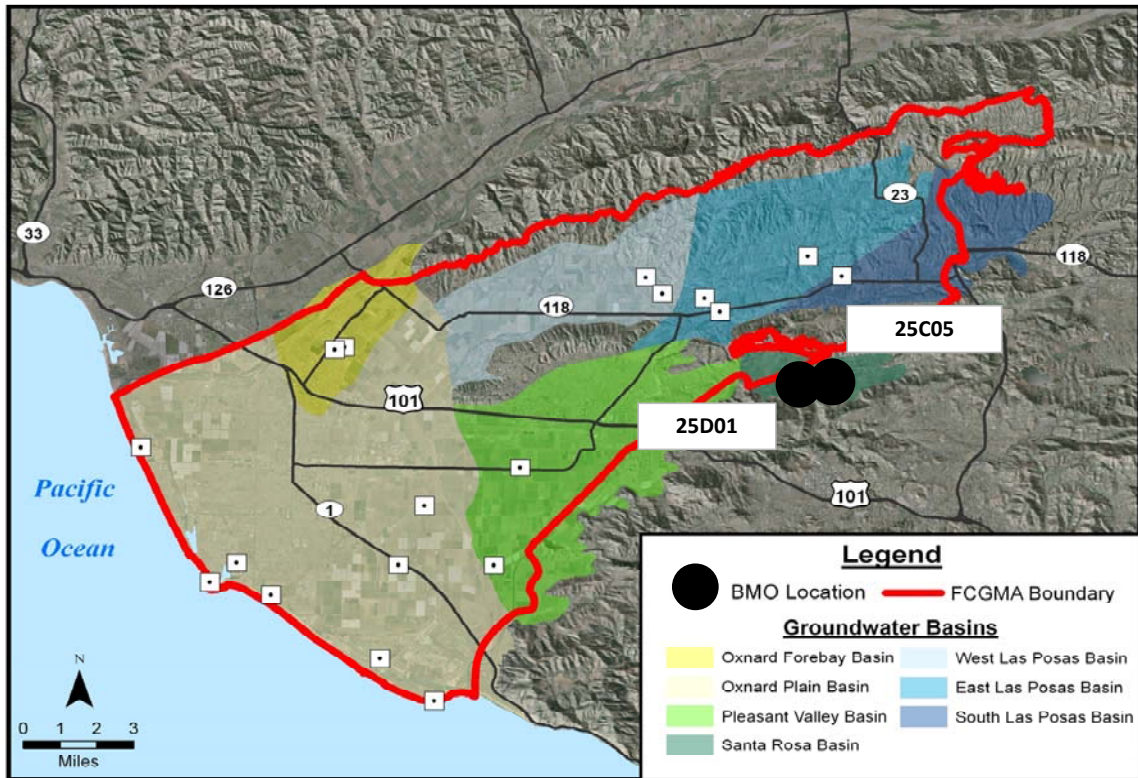 33
126
23
118
118
25C05
101
25D01
Pacific
Ocean
1
101
Legend
BMO Location
FCGMA Boundary
Groundwater Basins
Oxnard Forebay Basin
West Las Posas Basin
Oxnard Plain Basin
East Las Posas Basin
Pleasant Valley Basin
South Las Posas Basin
Santa Rosa Basin
N
0 1 2 3
Miles